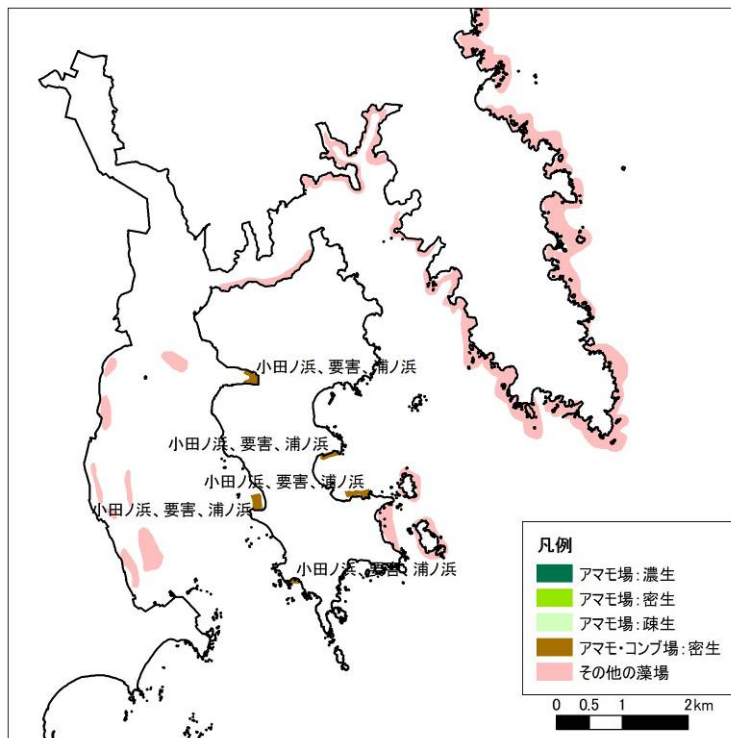 小田ノ浜、要害、浦ノ浜
小田ノ浜、要害、浦ノ浜
小田ノ浜、要害、浦ノ浜
小田ノ浜、要害、浦ノ浜
小田ノ浜、要害、浦ノ浜
凡例
アマモ場:濃生
アマモ場:密生
アマモ場:疎生
アマモ・コンブ場:密生
その他の藻場
0 0.5 1 2km